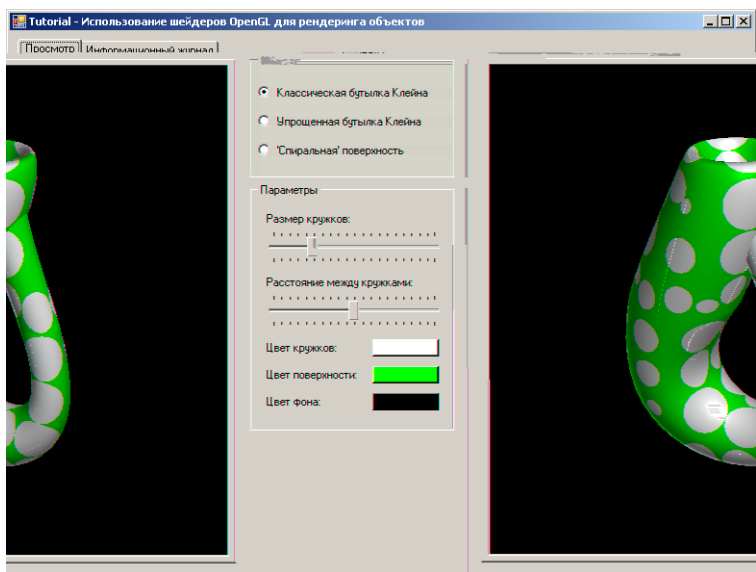 Tutorial - Использование шейдеров OpenGL для рендеринга объектов
Просмотр Информационный журнал
Классическая бутылка Клейна
Упрощенная бутылка Клейна
'Спиральная' поверхность
Параметры
Размер кружков:
Расстояние между кружками:
Цвет кружков:
Цвет поверхности:
Цвет фона: